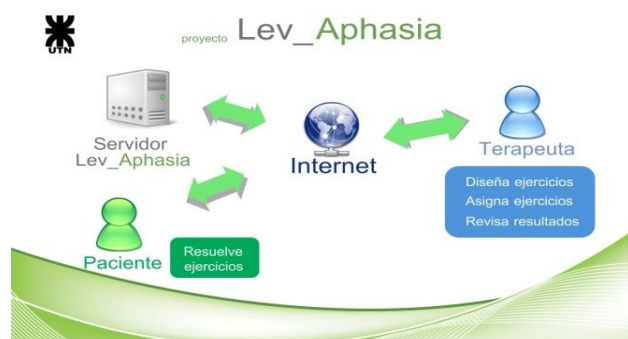 UTN
proyecto Lev_Aphasia
Servidor
Lev_Aphasia
Internet
Terapeuta
Diseña ejercicios
Asigna ejercicios
Revisa resultados
Paciente
Resuelve
ejercicios